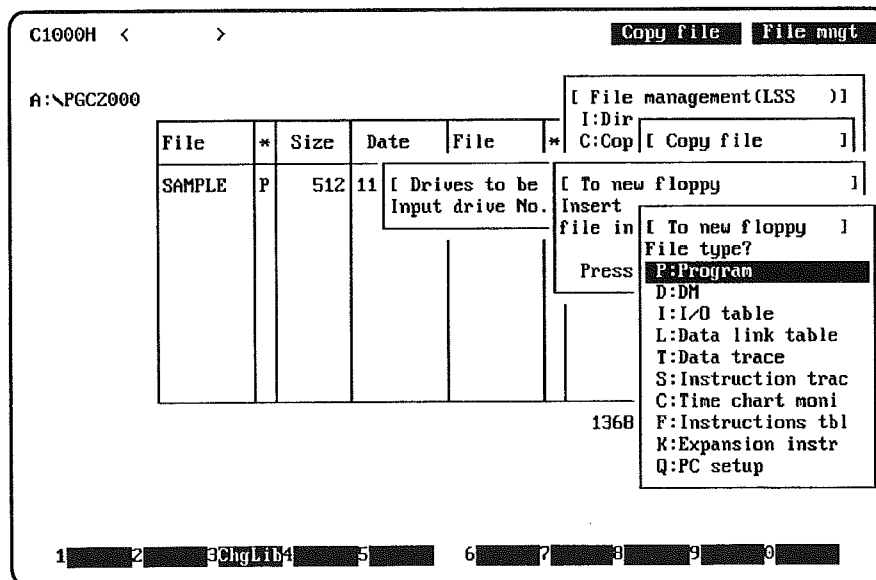 C1000H < > Copy file File mngt
A:\PGC2000
[ File management(LSS )]
I:Dir
C:Cop [ Copy file ]
File * Size Date File *
SAMPLE P 512 11 [ Drives to be [ To new floppy ]
Input drive No. Insert
file in [ To new floppy ]
File type?
Press P:Program
D:DM
I:I/O table
L:Data link table
T:Data trace
S:Instruction trac
C:Time chart moni
1368 F:Instructions tbl
K:Expansion instr
Q:PC setup
1 2 3ChgLib4 5 6 7 8 9 0